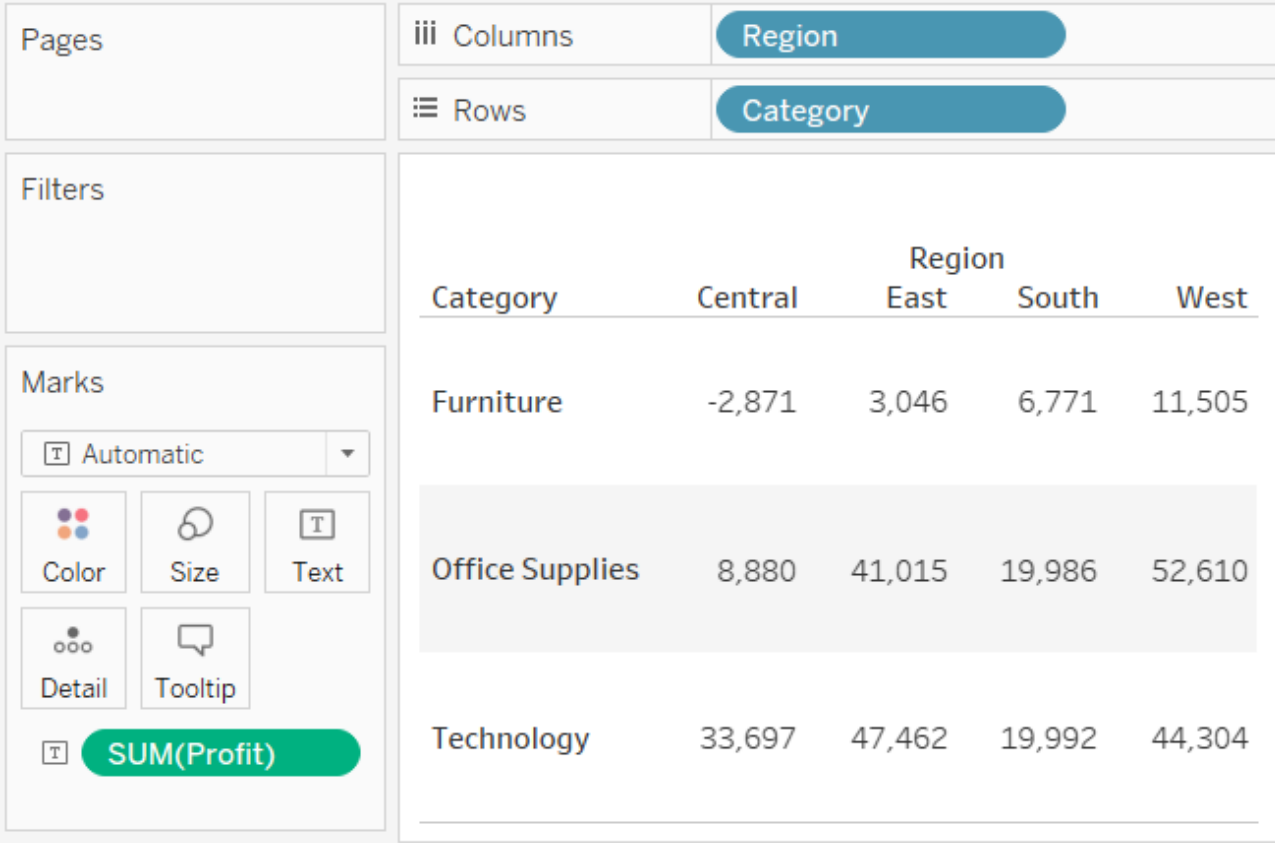 Pages
Columns Region
Rows Category
Filters
Marks
T Automatic
Color Size T Text
Detail Tooltip
T SUM(Profit)
Region
Category Central East South West
Furniture -2,871 3,046 6,771 11,505
Office Supplies 8,880 41,015 19,986 52,610
Technology 33,697 47,462 19,992 44,304